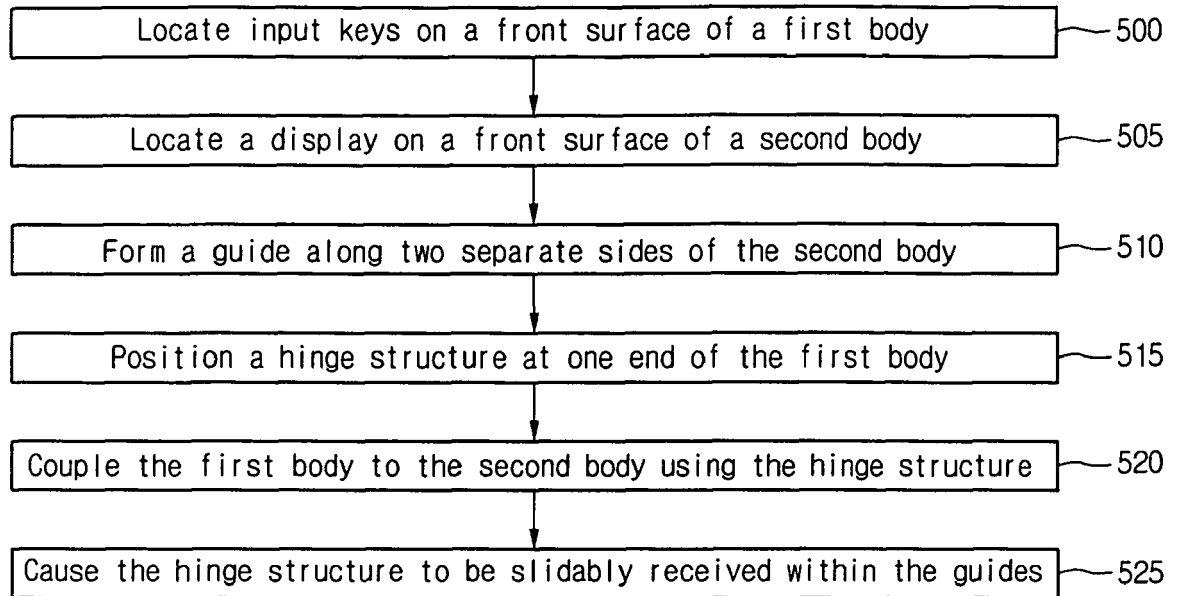 Locate input keys on a front surface of a first body 500
Locate a display on a front surface of a second body 505
Form a guide along two separate sides of the second body 510
Position a hinge structure at one end of the first body 515
Couple the first body to the second body using the hinge structure 520
Cause the hinge structure to be slidably received within the guides 525